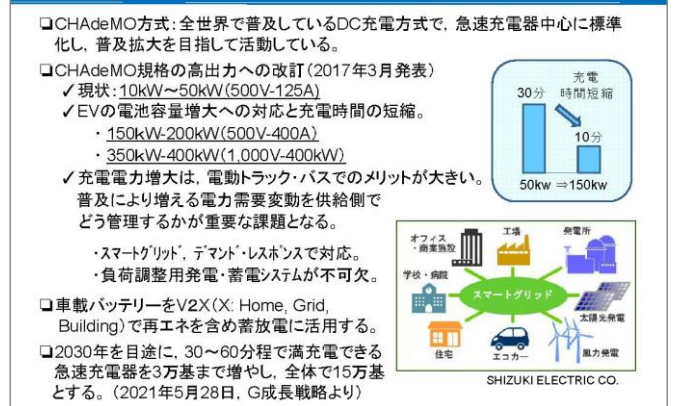 ❑CHAdeMO方式：全世界で普及しているDC充電方式で，急速充電器中心に標準
化し，普及拡大を目指して活動している。
❑CHAdeMO規格の高出力への改訂（2017年3月発表）
✓現状：10kW～50kW(500V-125A)
✓EVの電池容量増大への対応と充電時間の短縮。
・150kW-200kW(500V-400A)
・350kW-400kW(1,000V-400kW)
✓充電電力増大は，電動トラック・バスでのメリットが大きい。
普及により増える電力需要変動を供給側で
どう管理するかが重要な課題となる。
・スマートグリッド，デマンド・レスポンスで対応。
・負荷調整用発電・蓄電システムが不可欠。
❑車載バッテリーをV2X(X: Home, Grid,
Building)で再エネを含め蓄放電に活用する。
❑2030年を目途に，30～60分程で満充電できる
急速充電器を3万基まで増やし，全体で15万基
とする。（2021年5月28日，G成長戦略より）
充電
時間短縮
30分
10分
50kw ⇒150kw
オフィス
・商業施設
工場
発電所
学校・病院
スマートグリッド
太陽光発電
住宅
エコカー
風力発電
SHIZUKI ELECTRIC CO.